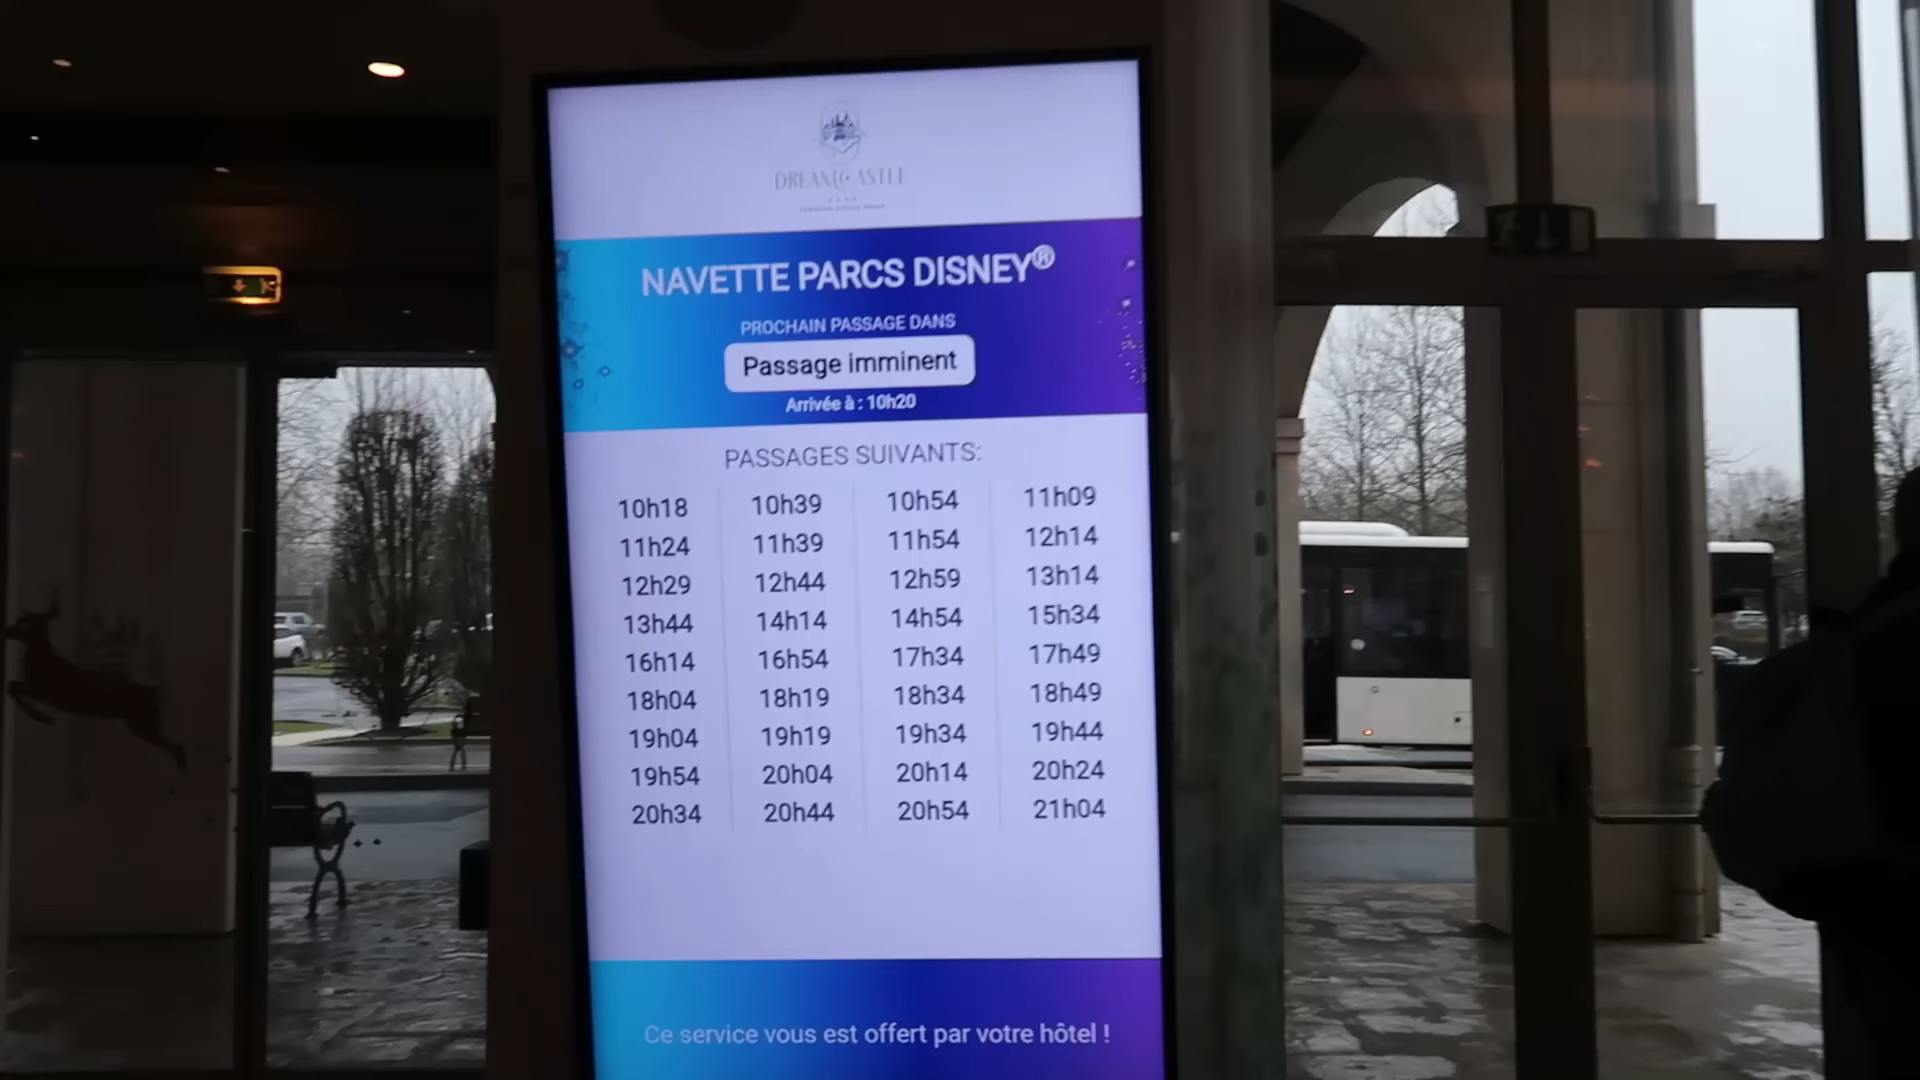 DREAM CASTLE
NAVETTE PARCS DISNEY®
PROCHAIN PASSAGE DANS
Passage imminent
Arrivée à : 10h20
PASSAGES SUIVANTS:
10h18 10h39 10h54 11h09
11h24 11h39 11h54 12h14
12h29 12h44 12h59 13h14
13h44 14h14 14h54 15h34
16h14 16h54 17h34 17h49
18h04 18h19 18h34 18h49
19h04 19h19 19h34 19h44
19h54 20h04 20h14 20h24
20h34 20h44 20h54 21h04
Ce service vous est offert par votre hôtel !